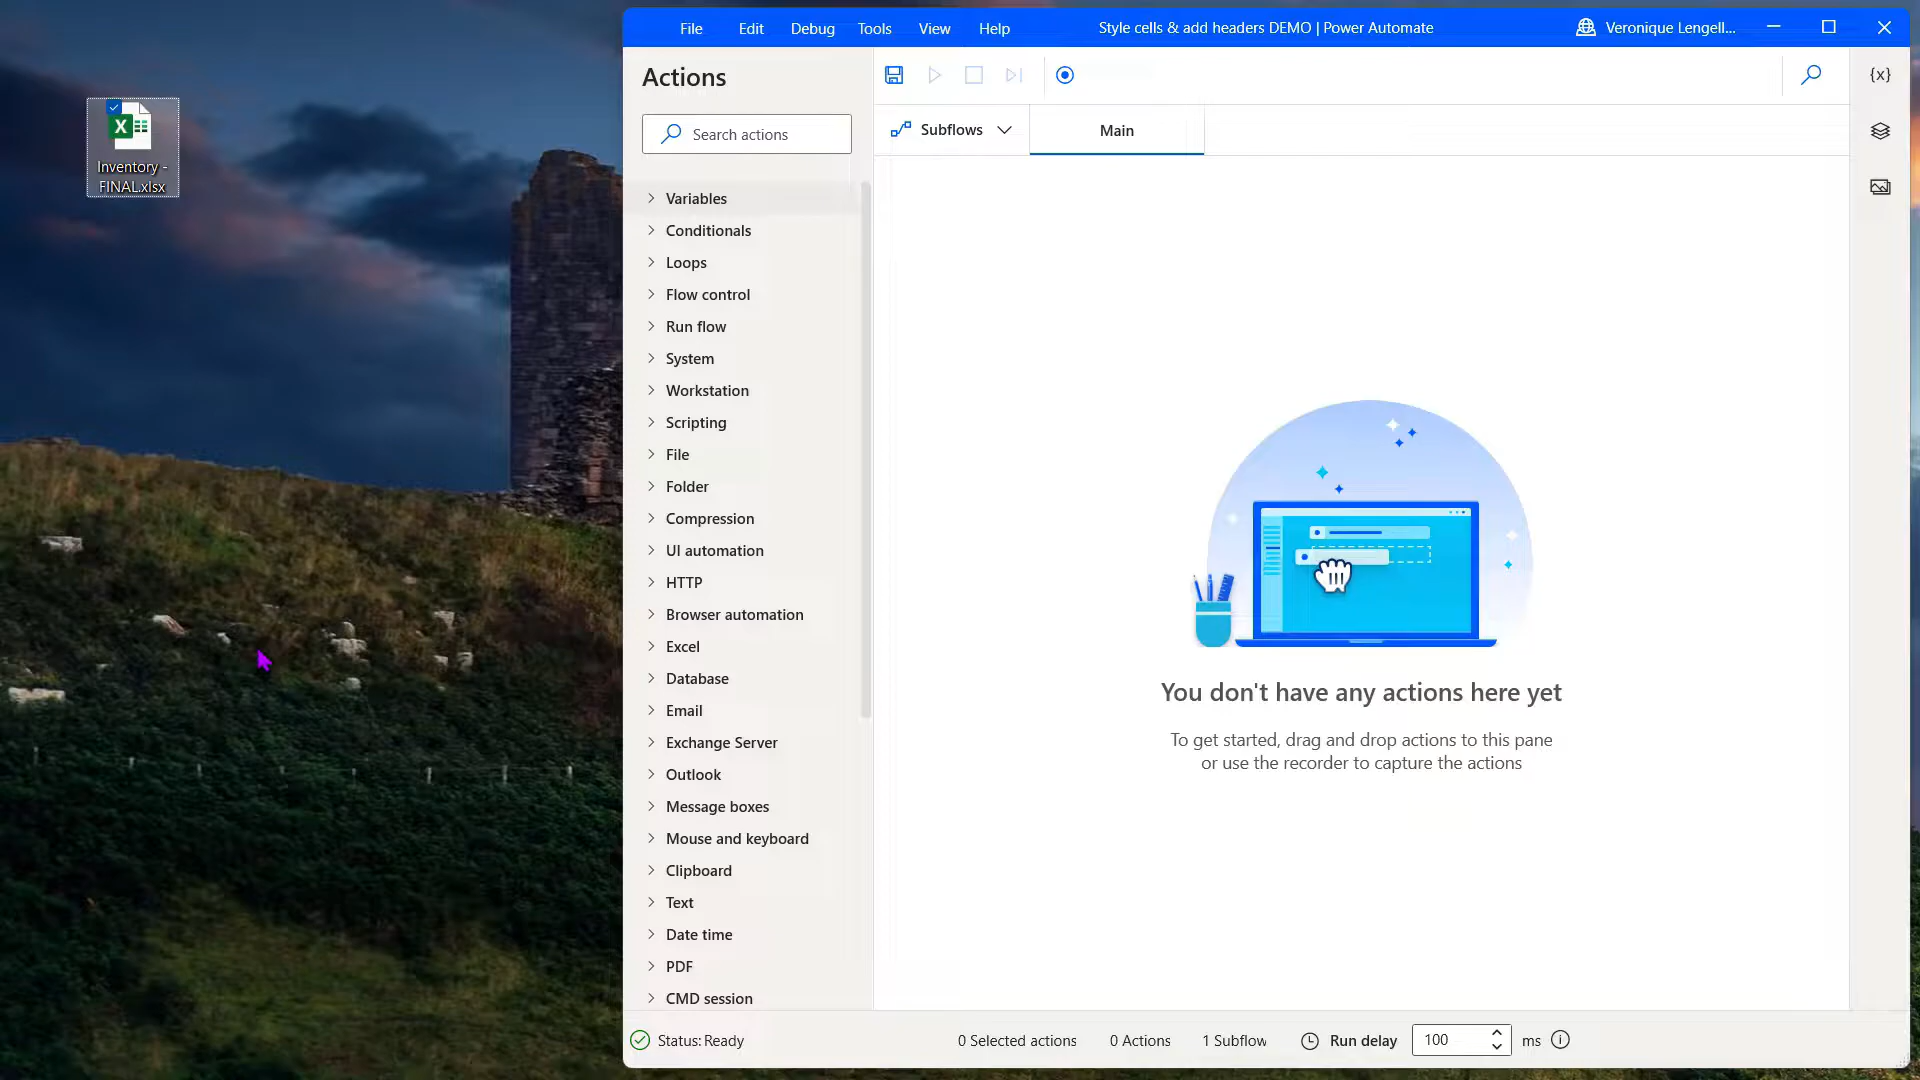 Inventory -
FINAL.xlsx
File Edit Debug Tools View Help
Style cells & add headers DEMO | Power Automate
Veronique Lengell...
Actions
Search actions
Subflows
Main
{x}
Variables
Conditionals
Loops
Flow control
Run flow
System
Workstation
Scripting
File
Folder
Compression
UI automation
HTTP
Browser automation
Excel
Database
Email
Exchange Server
Outlook
Message boxes
Mouse and keyboard
Clipboard
Text
Date time
PDF
CMD session
You don't have any actions here yet
To get started, drag and drop actions to this pane
or use the recorder to capture the actions
Status: Ready
0 Selected actions
0 Actions
1 Subflow
Run delay
100
ms